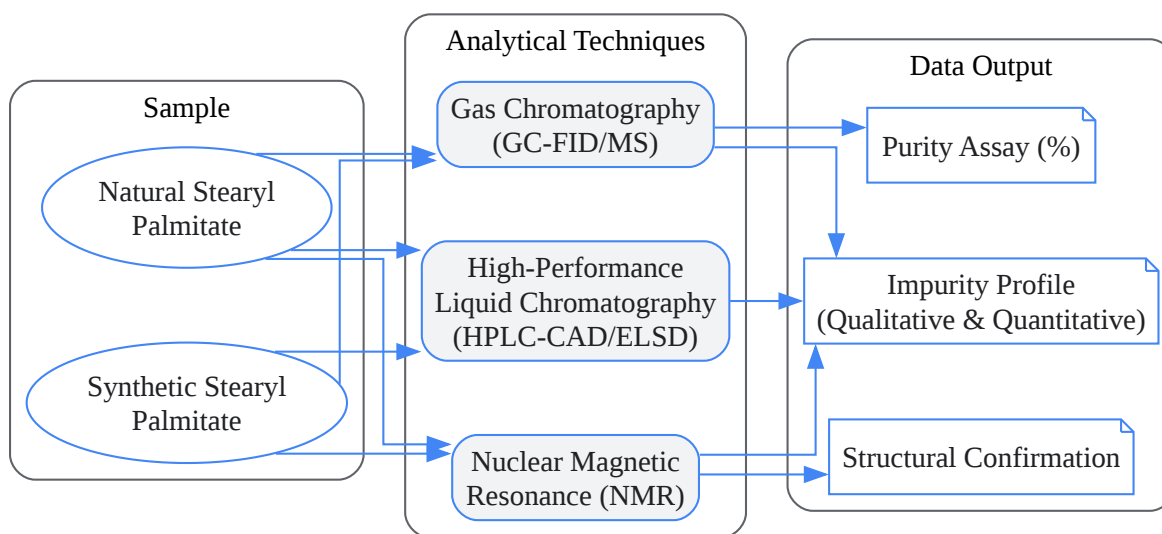 Sample
Natural Stearyl
Palmitate
Synthetic Stearyl
Palmitate
Analytical Techniques
Gas Chromatography
(GC-FID/MS)
High-Performance
Liquid Chromatography
(HPLC-CAD/ELSD)
Nuclear Magnetic
Resonance (NMR)
Data Output
Purity Assay (%)
Impurity Profile
(Qualitative & Quantitative)
Structural Confirmation